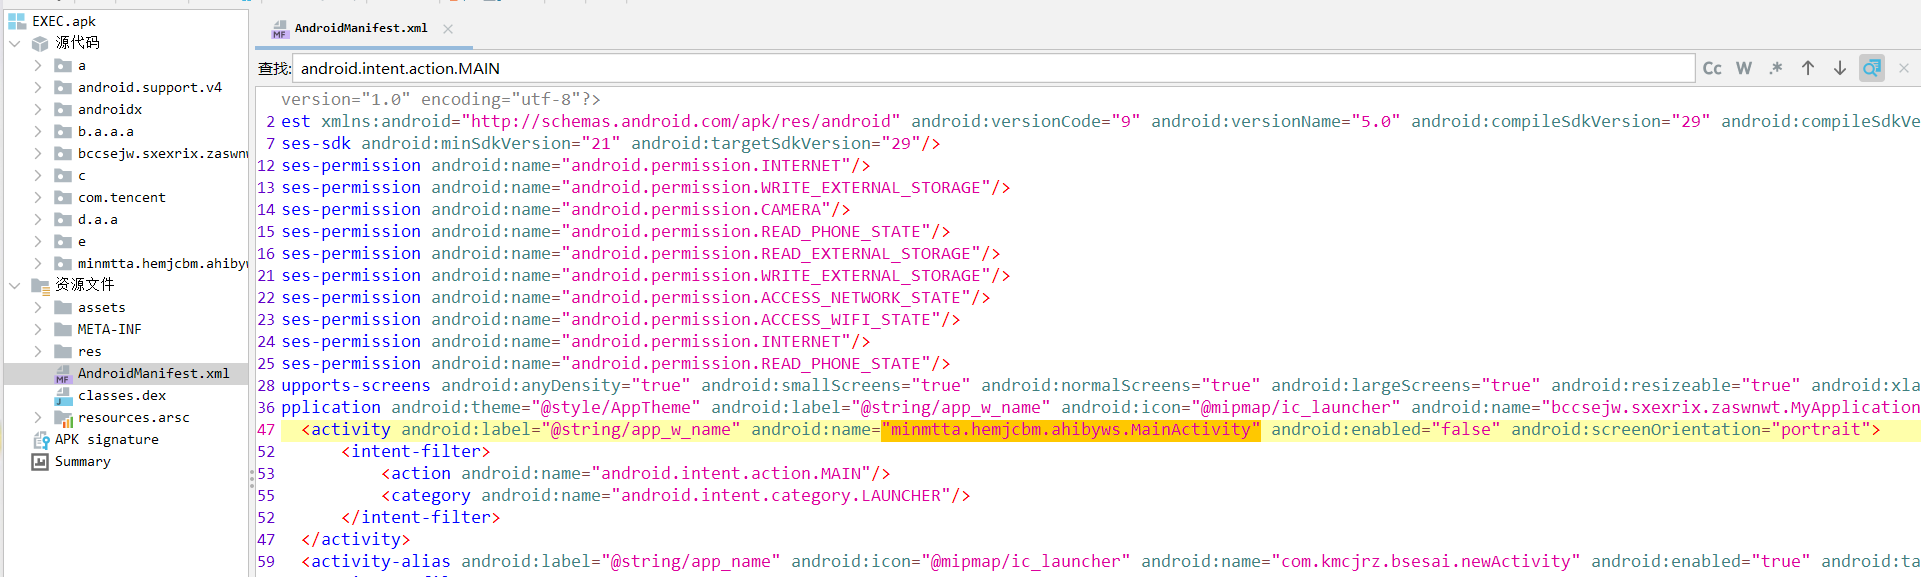 EXEC.apk
源代码
a
android.support.v4
androidx
b.a.a.a
bccsejw.sxexrix.zaswnw
c
com.tencent
d.a.a
e
minmtta.hemjcbm.ahibyw
资源文件
assets
META-INF
res
AndroidManifest.xml
classes.dex
resources.arsc
APK signature
Summary
AndroidManifest.xml
查找: android.intent.action.MAIN
Cc W .*
version="1.0" encoding="utf-8"?>
2 est xmlns:android="http://schemas.android.com/apk/res/android" android:versionCode="9" android:versionName="5.0" android:compileSdkVersion="29" android:compileSdkVe
7 ses-sdk android:minSdkVersion="21" android:targetSdkVersion="29"/>
12 ses-permission android:name="android.permission.INTERNET"/>
13 ses-permission android:name="android.permission.WRITE_EXTERNAL_STORAGE"/>
14 ses-permission android:name="android.permission.CAMERA"/>
15 ses-permission android:name="android.permission.READ_PHONE_STATE"/>
16 ses-permission android:name="android.permission.READ_EXTERNAL_STORAGE"/>
21 ses-permission android:name="android.permission.WRITE_EXTERNAL_STORAGE"/>
22 ses-permission android:name="android.permission.ACCESS_NETWORK_STATE"/>
23 ses-permission android:name="android.permission.ACCESS_WIFI_STATE"/>
24 ses-permission android:name="android.permission.INTERNET"/>
25 ses-permission android:name="android.permission.READ_PHONE_STATE"/>
28 upports-screens android:anyDensity="true" android:smallScreens="true" android:normalScreens="true" android:largeScreens="true" android:resizeable="true" android:xla
36 pplication android:theme="@style/AppTheme" android:label="@string/app_w_name" android:icon="@mipmap/ic_launcher" android:name="bccsejw.sxexrix.zaswnwt.MyApplication
47 <activity android:label="@string/app_w_name" android:name="minmtta.hemjcbm.ahibyws.MainActivity" android:enabled="false" android:screenOrientation="portrait">
52 <intent-filter>
53 <action android:name="android.intent.action.MAIN"/>
55 <category android:name="android.intent.category.LAUNCHER"/>
52 </intent-filter>
47 </activity>
59 <activity-alias android:label="@string/app_name" android:icon="@mipmap/ic_launcher" android:name="com.kmcjrz.bsesai.newActivity" android:enabled="true" android:ta